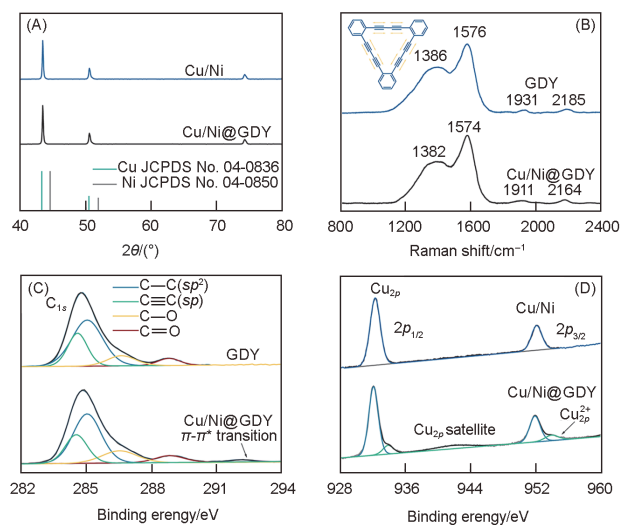 (A)
Cu/Ni
Cu/Ni@GDY
Cu JCPDS No. 04-0836
Ni JCPDS No. 04-0850
40 50 60 70 80
2θ/(°)
(B)
1576
1386
GDY
1931 2185
1574
1382
Cu/Ni@GDY
1911 2164
800 1200 1600 2000 2400
Raman shift/cm⁻¹
(C)
C1s
C—C(sp²)
C≡C(sp)
C—O
C=O
GDY
Cu/Ni@GDY
π-π* transition
282 285 288 291 294
Binding erengy/eV
(D)
Cu2p
Cu/Ni
2p1/2
2p3/2
Cu/Ni@GDY
Cu2p satellite
Cu2p2+
928 936 944 952 960
Binding erengy/eV